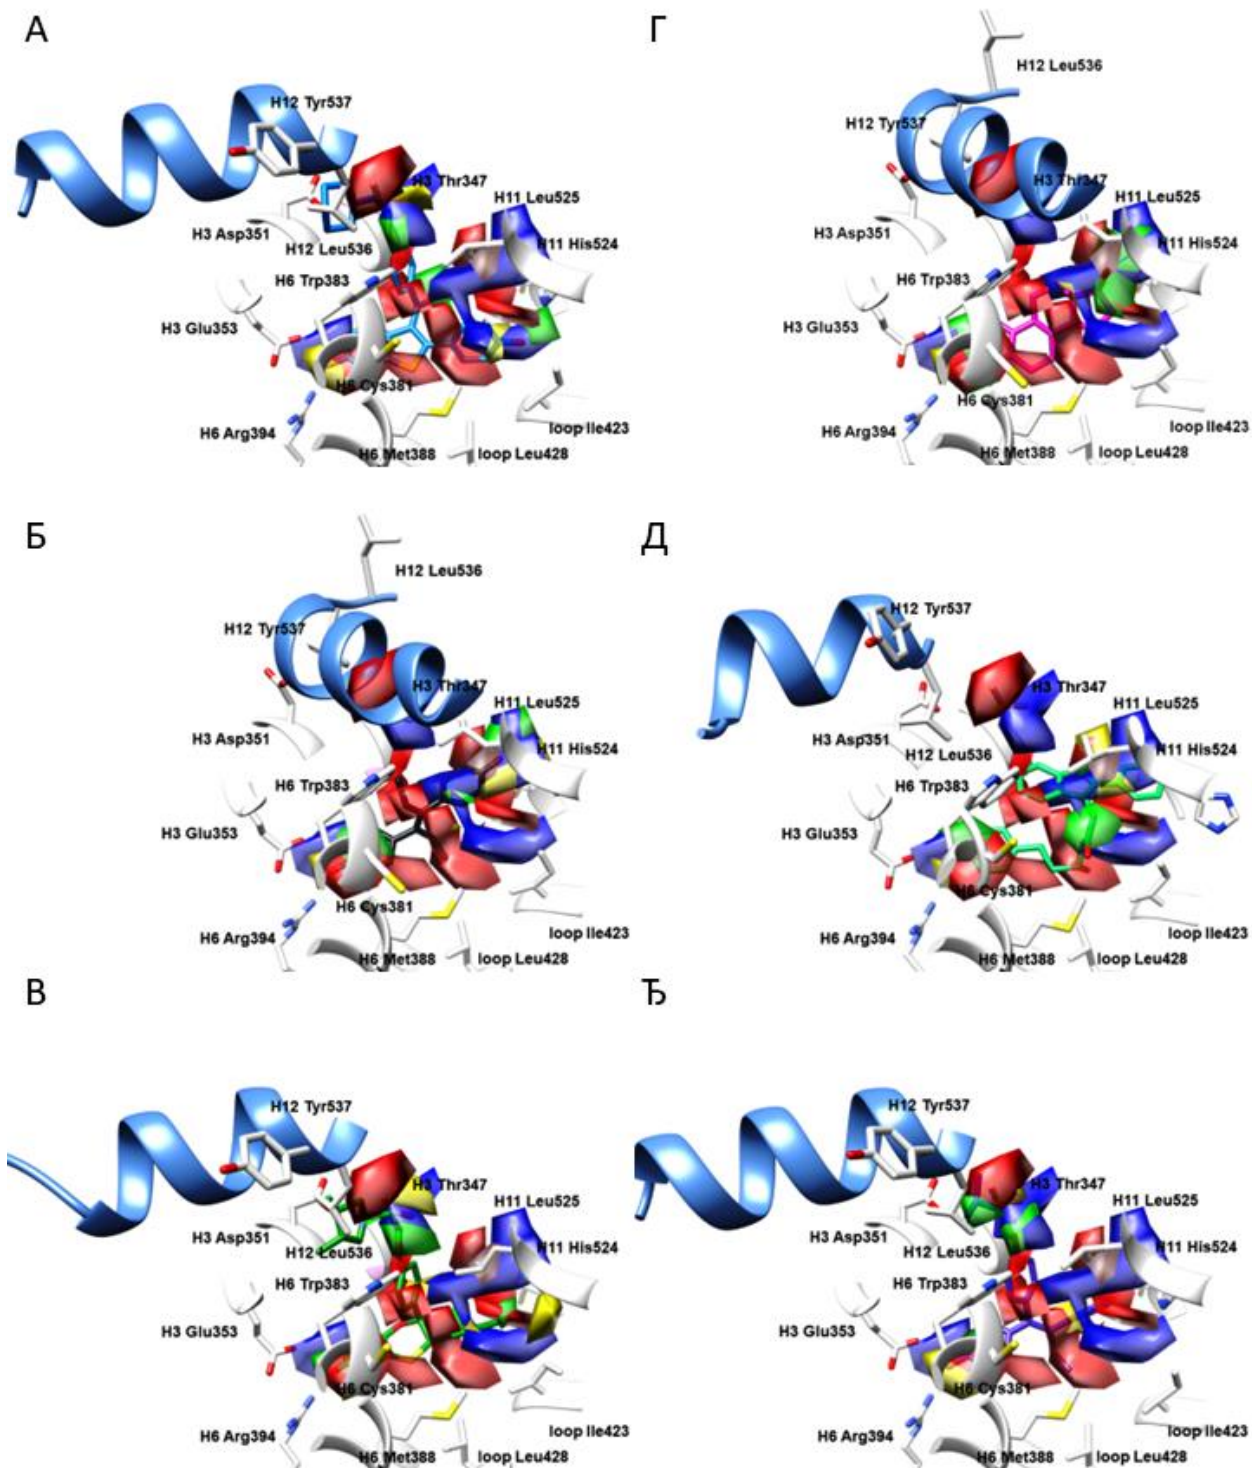 А
H12 Tyr537
H3 Thr347
H11 Leu525
H3 Asp351
H12 Leu536
H11 His524
H6 Trp383
H3 Glu353
H6 Cys381
H6 Arg394
H6 Met388
loop Leu428
loop Ile423
Г
H12 Leu536
H12 Tyr537
H3 Thr347
H11 Leu525
H3 Asp351
H11 His524
H6 Trp383
H3 Glu353
H6 Cys381
H6 Arg394
H6 Met388
loop Leu428
loop Ile423
Б
H12 Leu536
H12 Tyr537
H3 Thr347
H11 Leu525
H3 Asp351
H11 His524
H6 Trp383
H3 Glu353
H6 Cys381
H6 Arg394
H6 Met388
loop Leu428
loop Ile423
Д
H12 Tyr537
H3 Thr347
H11 Leu525
H3 Asp351
H12 Leu536
H11 His524
H6 Trp383
H3 Glu353
H6 Cys381
H6 Arg394
H6 Met388
loop Leu428
loop Ile423
В
H12 Tyr537
H3 Thr347
H11 Leu525
H3 Asp351
H12 Leu536
H11 His524
H6 Trp383
H3 Glu353
H6 Cys381
H6 Arg394
H6 Met388
loop Leu428
loop Ile423
Ђ
H12 Tyr537
H3 Thr347
H11 Leu525
H3 Asp351
H12 Leu536
H11 His524
H6 Trp383
H3 Glu353
H6 Cys381
H6 Arg394
H6 Met388
loop Leu428
loop Ile423